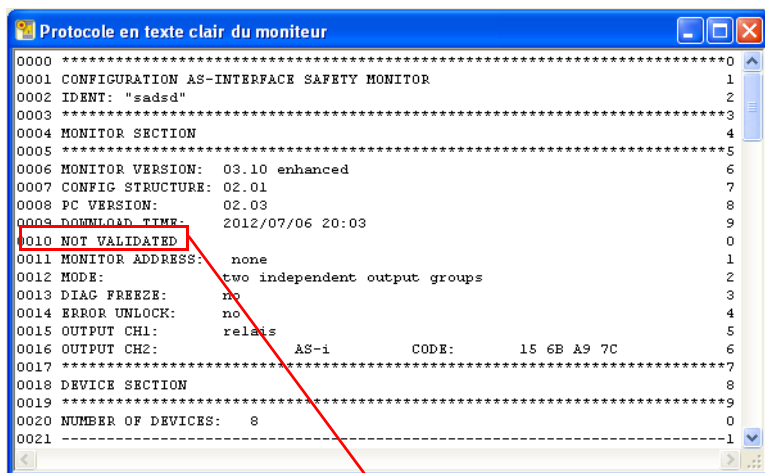 Protocole en texte clair du moniteur
0000 **************************************************************************0
0001 CONFIGURATION AS-INTERFACE SAFETY MONITOR 1
0002 IDENT: "sadsd" 2
0003 **************************************************************************3
0004 MONITOR SECTION 4
0005 **************************************************************************5
0006 MONITOR VERSION: 03.10 enhanced 6
0007 CONFIG STRUCTURE: 02.01 7
0008 PC VERSION: 02.03 8
0009 DOWNLOAD TIME: 2012/07/06 20:03 9
0010 NOT VALIDATED 0
0011 MONITOR ADDRESS: none 1
0012 MODE: two independent output groups 2
0013 DIAG FREEZE: no 3
0014 ERROR UNLOCK: no 4
0015 OUTPUT CH1: relais 5
0016 OUTPUT CH2: AS-i CODE: 15 6B A9 7C 6
0017 **************************************************************************7
0018 DEVICE SECTION 8
0019 **************************************************************************9
0020 NUMBER OF DEVICES: 8 0
0021 --------------------------------------------------------------------------1